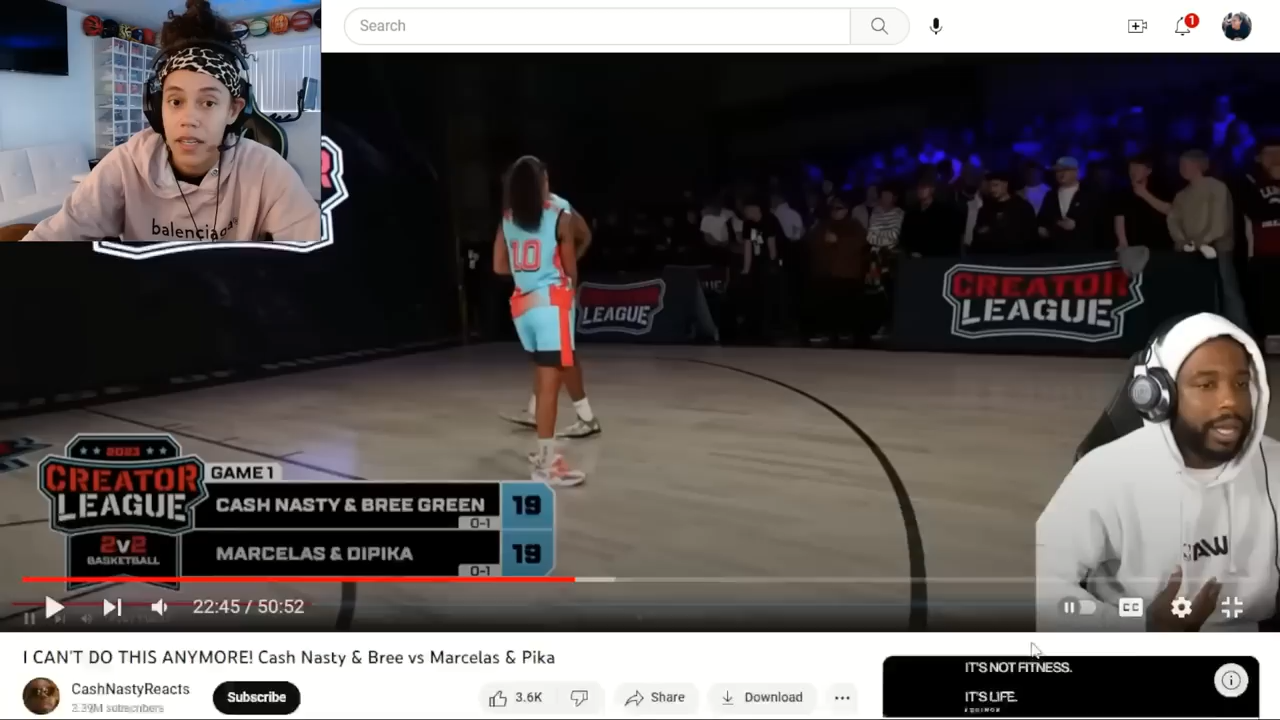 Search
1
balenciaga
10
LEAGUE
CREATOR
LEAGUE
2023
CREATOR
LEAGUE
2v2
BASKETBALL
GAME 1
CASH NASTY & BREE GREEN 19
0-1
MARCELAS & DIPIKA 19
0-1
22:45 / 50:52
CC
I CAN'T DO THIS ANYMORE! Cash Nasty & Bree vs Marcelas & Pika
CashNastyReacts
2.39M subscribers
Subscribe
3.6K
Share
Download
IT'S NOT FITNESS.
IT'S LIFE.
EQUINOX